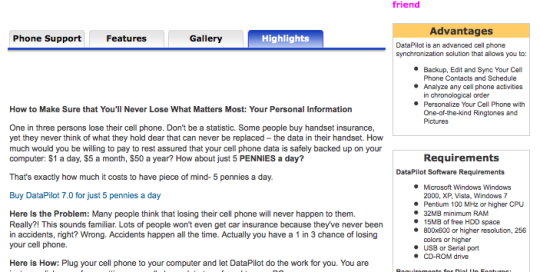 friend
Phone Support
Features
Gallery
Highlights
How to Make Sure that You'll Never Lose What Matters Most: Your Personal Information
One in three persons lose their cell phone. Don't be a statistic. Some people buy handset insurance,
yet they never think of what they hold dear that can never be replaced – the data in their handset. How
much would you be willing to pay to rest assured that your cell phone data is safely backed up on your
computer: $1 a day, $5 a month, $50 a year? How about just 5 PENNIES a day?
That's exactly how much it costs to have piece of mind- 5 pennies a day.
Buy DataPilot 7.0 for just 5 pennies a day
Here is the Problem: Many people think that losing their cell phone will never happen to them.
Really?! This sounds familiar. Lots of people won't even get car insurance because they've never been
in accidents, right? Wrong. Accidents happen all the time. Actually you have a 1 in 3 chance of losing
your cell phone.
Here is How: Plug your cell phone to your computer and let DataPilot do the work for you. You are
Advantages
DataPilot is an advanced cell phone
synchronization solution that allows you to:
Backup, Edit and Sync Your Cell
Phone Contacts and Schedule
Analyze any cell phone activities
in chronological order
Personalize Your Cell Phone with
One-of-the-kind Ringtones and
Pictures
Requirements
DataPilot Software Requirements
Microsoft Windows Windows
2000, XP, Vista, Windows 7
Pentium 100 MHz or higher CPU
32MB minimum RAM
15MB of free HDD space
800x600 or higher resolution, 256
colors or higher
USB or Serial port
CD-ROM drive
Requirements for Dial Up Features: